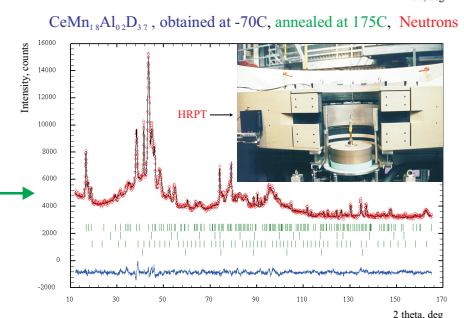 CeMn₁.₈Al₀.₂D₃.₇, obtained at -70C, annealed at 175C, Neutrons
Intensity, counts
16000
14000
12000
10000
8000
6000
4000
2000
0
-2000
HRPT
10 30 50 70 90 110 130 150 170
2 theta, deg